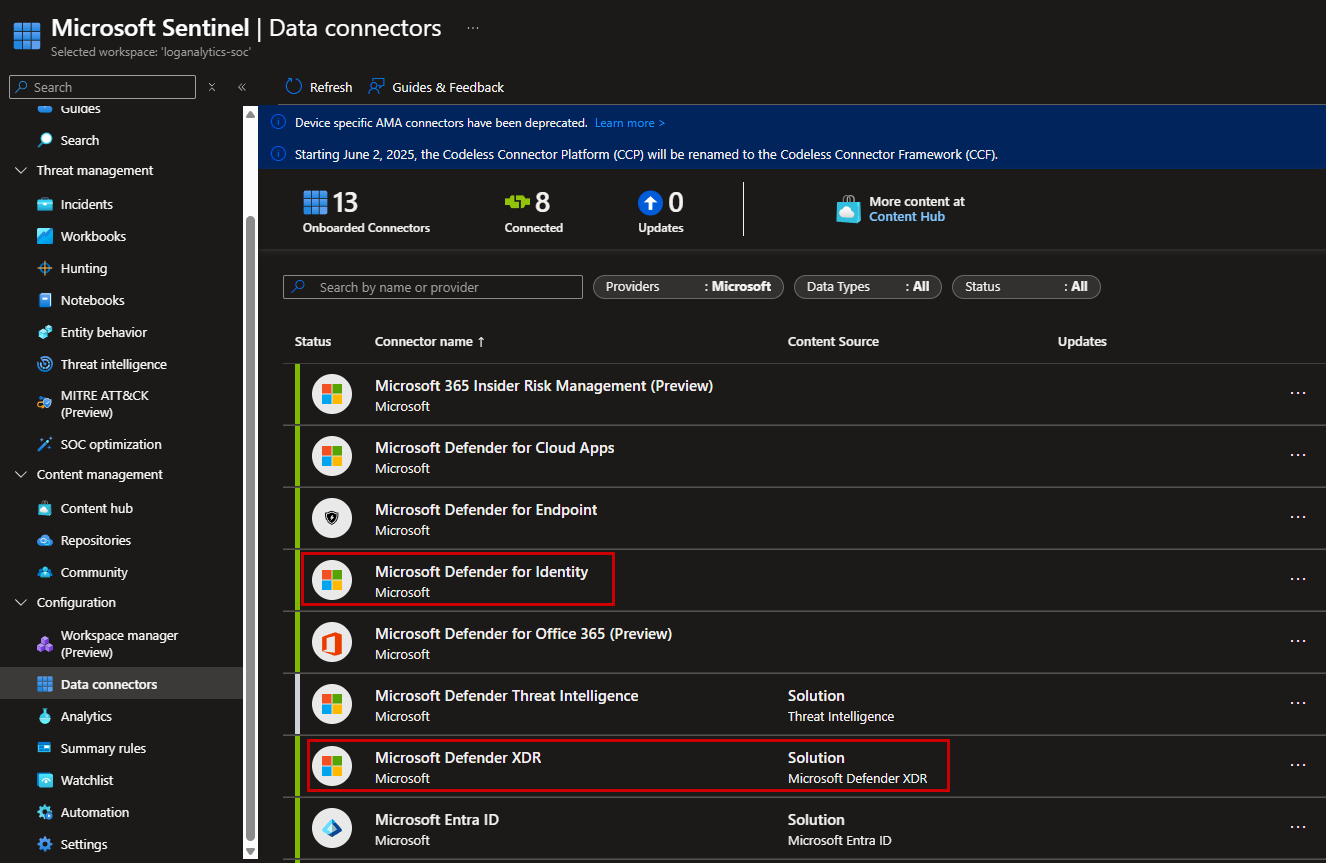 Microsoft Sentinel | Data connectors ...
Selected workspace: 'loganalytics-soc'
Search
Guides
Search
Threat management
Incidents
Workbooks
Hunting
Notebooks
Entity behavior
Threat intelligence
MITRE ATT&CK
(Preview)
SOC optimization
Content management
Content hub
Repositories
Community
Configuration
Workspace manager
(Preview)
Data connectors
Analytics
Summary rules
Watchlist
Automation
Settings
Refresh Guides & Feedback
Device specific AMA connectors have been deprecated. Learn more >
Starting June 2, 2025, the Codeless Connector Platform (CCP) will be renamed to the Codeless Connector Framework (CCF).
13 8 0
Onboarded Connectors Connected Updates
More content at
Content Hub
Search by name or provider Providers : Microsoft Data Types : All Status : All
Status Connector name ↑ Content Source Updates
Microsoft 365 Insider Risk Management (Preview)
Microsoft
Microsoft Defender for Cloud Apps
Microsoft
Microsoft Defender for Endpoint
Microsoft
Microsoft Defender for Identity
Microsoft
Microsoft Defender for Office 365 (Preview)
Microsoft
Microsoft Defender Threat Intelligence Solution
Microsoft Threat Intelligence
Microsoft Defender XDR Solution
Microsoft Microsoft Defender XDR
Microsoft Entra ID Solution
Microsoft Microsoft Entra ID